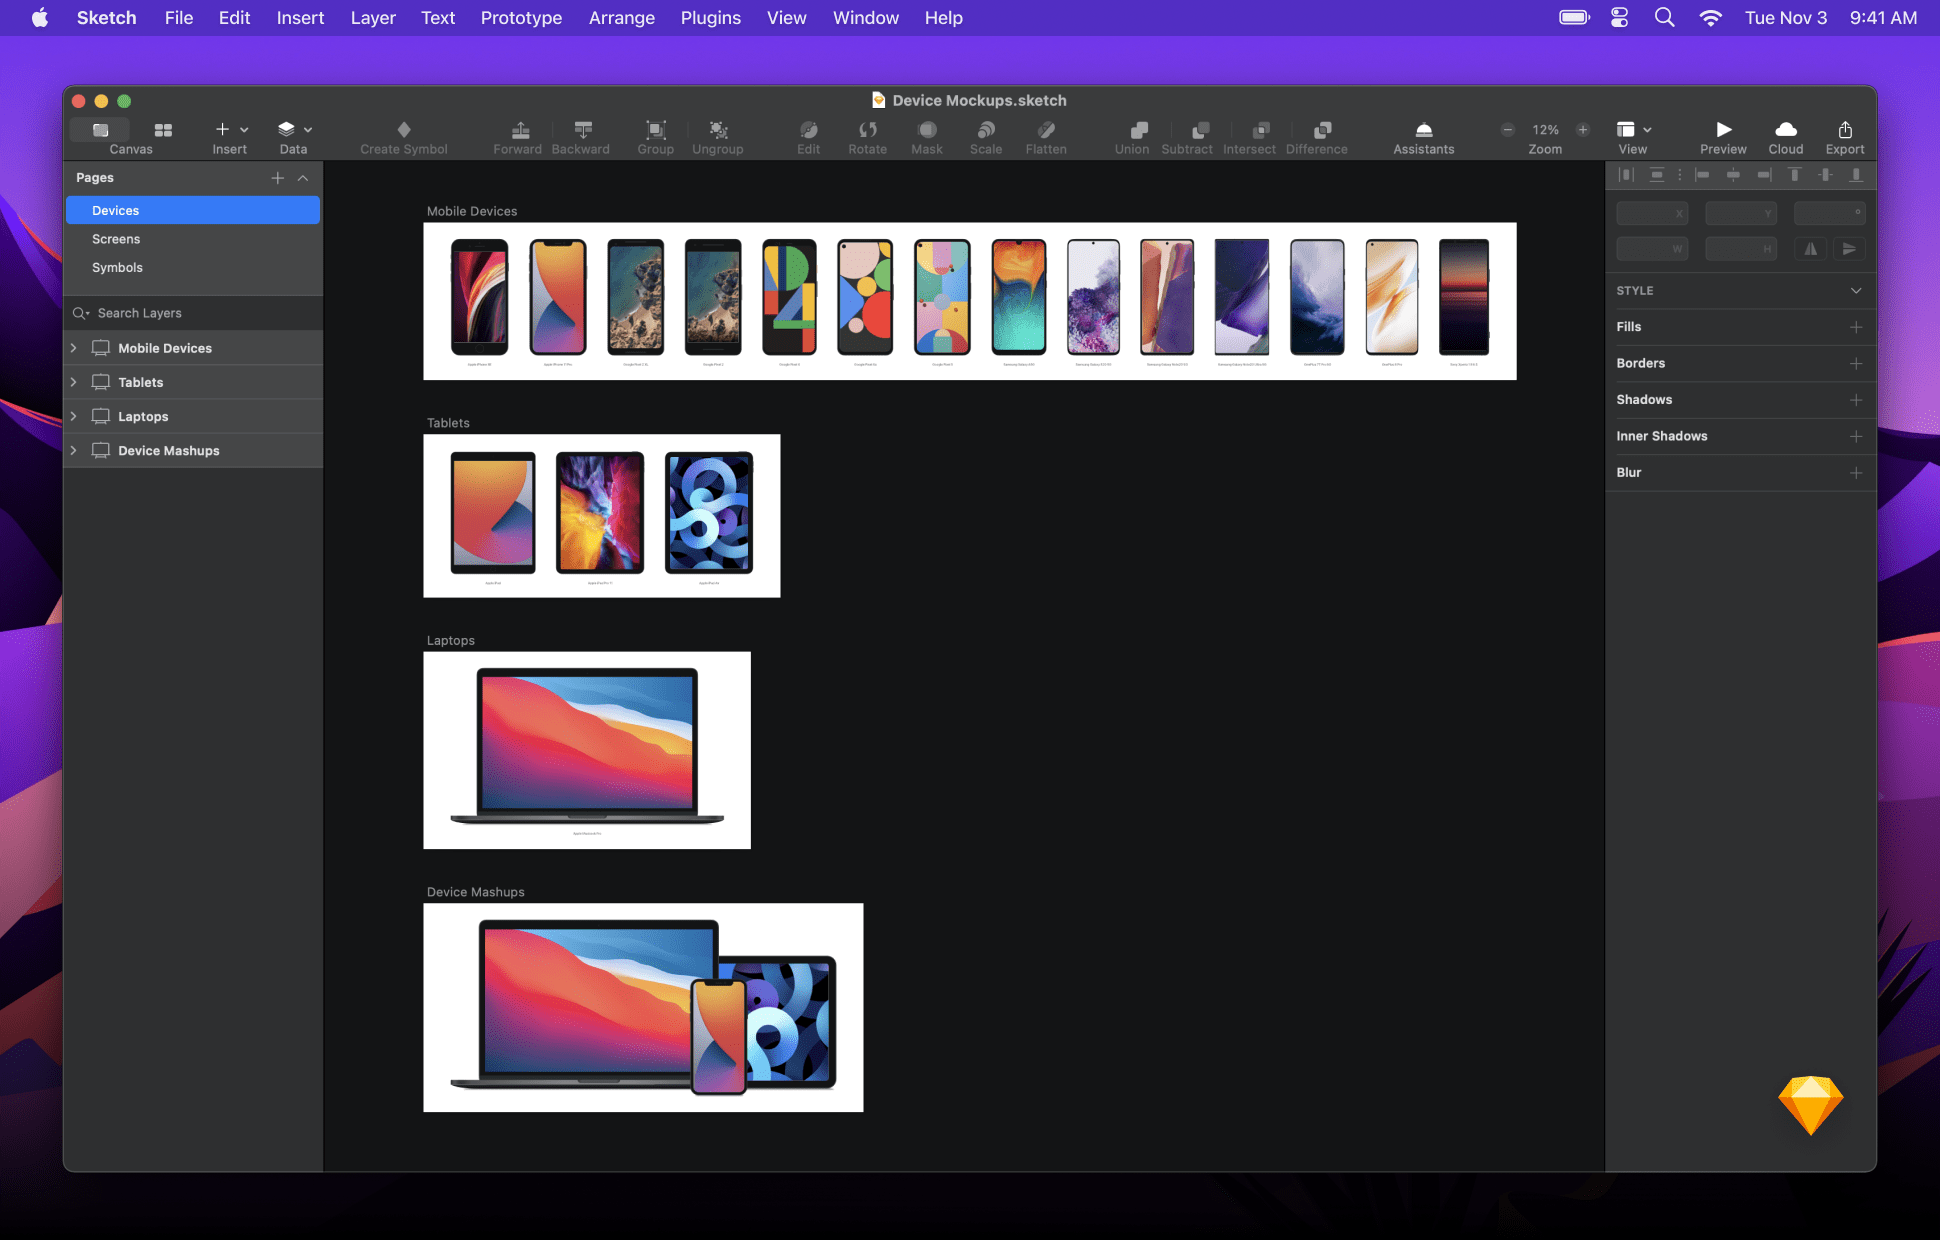 Sketch File Edit Insert Layer Text Prototype Arrange Plugins View Window Help Tue Nov 3 9:41 AM
Device Mockups.sketch
Canvas Insert Data Create Symbol Forward Backward Group Ungroup Edit Rotate Mask Scale Flatten Union Subtract Intersect Difference Assistants 12% Zoom View Preview Cloud Export
Pages
Devices
Screens
Symbols
Search Layers
Mobile Devices
Tablets
Laptops
Device Mashups
Mobile Devices
Tablets
Laptops
Device Mashups
X Y °
W H
STYLE
Fills
Borders
Shadows
Inner Shadows
Blur